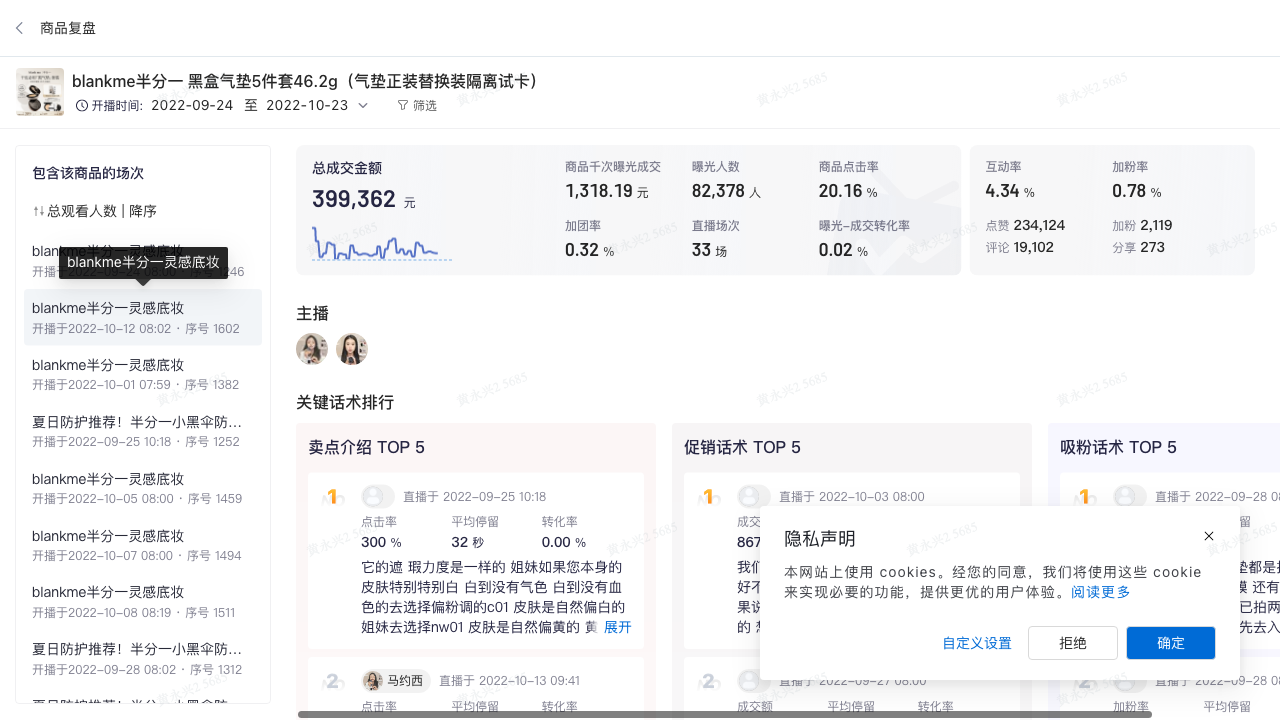 商品复盘
blankme半分一 黑盒气垫5件套46.2g（气垫正装替换装隔离试卡）
开播时间: 2022-09-24 至 2022-10-23
筛选
包含该商品的场次
总观看人数 | 降序
blankme半分一灵感底妆
blankme半分一灵感底妆
开播于2022-10-12 08:02 · 序号 1602
blankme半分一灵感底妆
开播于2022-10-01 07:59 · 序号 1382
夏日防护推荐！半分一小黑伞防...
开播于2022-09-25 10:18 · 序号 1252
blankme半分一灵感底妆
开播于2022-10-05 08:00 · 序号 1459
blankme半分一灵感底妆
开播于2022-10-07 08:00 · 序号 1494
blankme半分一灵感底妆
开播于2022-10-08 08:19 · 序号 1511
夏日防护推荐！半分一小黑伞防...
开播于2022-09-28 08:02 · 序号 1312
总成交金额
399,362 元
商品千次曝光成交
1,318.19 元
曝光人数
82,378 人
商品点击率
20.16 %
加团率
0.32 %
直播场次
33 场
曝光-成交转化率
0.02 %
互动率
4.34 %
加粉率
0.78 %
点赞 234,124
评论 19,102
加粉 2,119
分享 273
主播
关键话术排行
卖点介绍 TOP 5
1
直播于 2022-09-25 10:18
点击率 平均停留 转化率
300 % 32 秒 0.00 %
它的遮 瑕力度是一样的 姐妹如果您本身的
皮肤特别特别白 白到没有气色 白到没有血
色的去选择偏粉调的c01 皮肤是自然偏白的
姐妹去选择nw01 皮肤是自然偏黄的 黄 展开
2
马约西 直播于 2022-10-13 09:41
点击率 平均停留 转化率
促销话术 TOP 5
1
直播于 2022-10-03 08:00
成交
867
我们
好不
果说
的
2
直播于 2022-09-27 08:00
成交额 平均停留 转化率
吸粉话术 TOP 5
1
直播于 2022-09-28 08
垫都是
还有
已拍两
先去入
2
直播于 2022-09-28 08
加粉率 平均停留
隐私声明
本网站上使用 cookies。经您的同意，我们将使用这些 cookie
来实现必要的功能，提供更优的用户体验。阅读更多
自定义设置 拒绝 确定
黄永兴2 5685